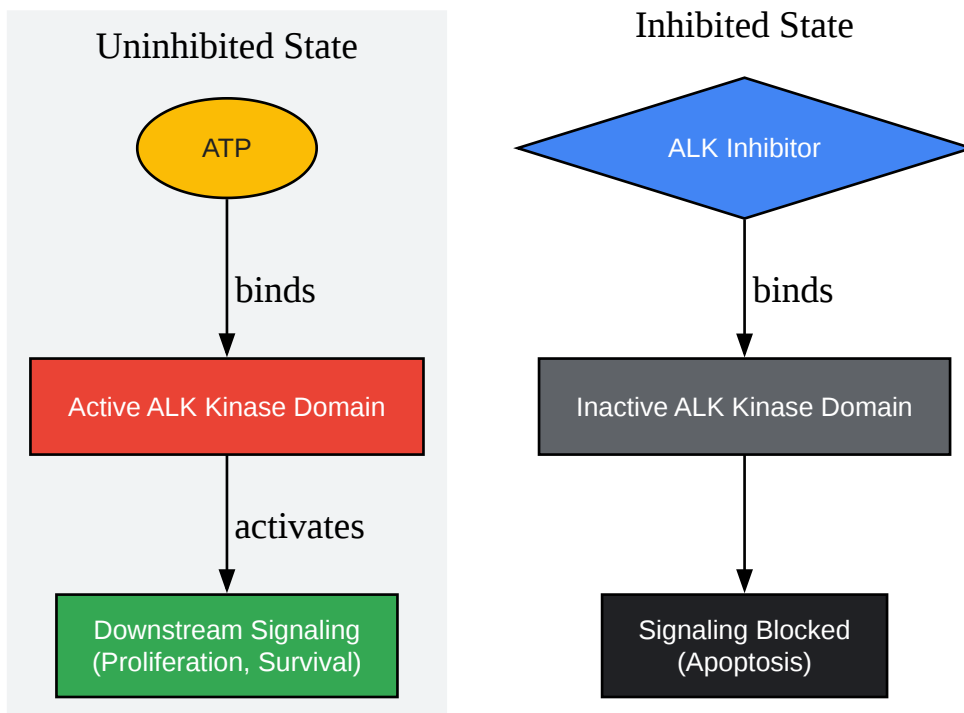 Uninhibited State
ATP
binds
Active ALK Kinase Domain
activates
Downstream Signaling
(Proliferation, Survival)
Inhibited State
ALK Inhibitor
binds
Inactive ALK Kinase Domain
Signaling Blocked
(Apoptosis)